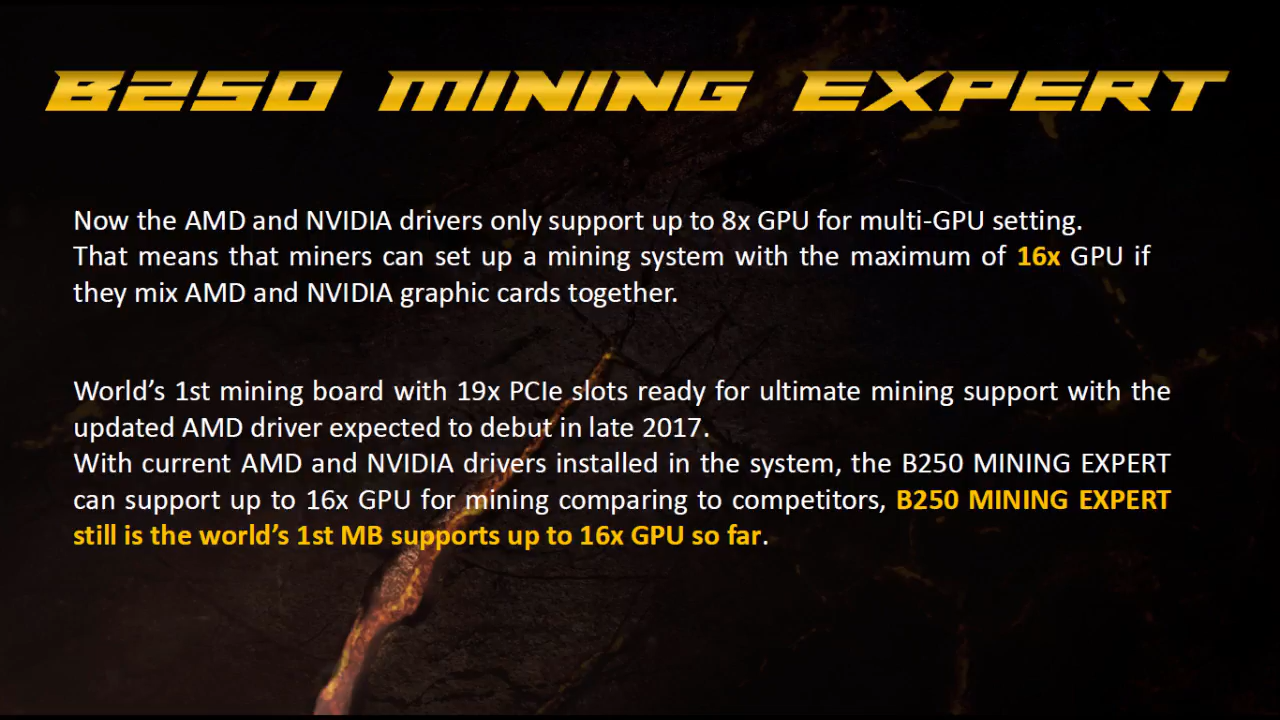 B250 MINING EXPERT
Now the AMD and NVIDIA drivers only support up to 8x GPU for multi-GPU setting.
That means that miners can set up a mining system with the maximum of 16x GPU if
they mix AMD and NVIDIA graphic cards together.
World's 1st mining board with 19x PCIe slots ready for ultimate mining support with the
updated AMD driver expected to debut in late 2017.
With current AMD and NVIDIA drivers installed in the system, the B250 MINING EXPERT
can support up to 16x GPU for mining comparing to competitors, B250 MINING EXPERT
still is the world's 1st MB supports up to 16x GPU so far.